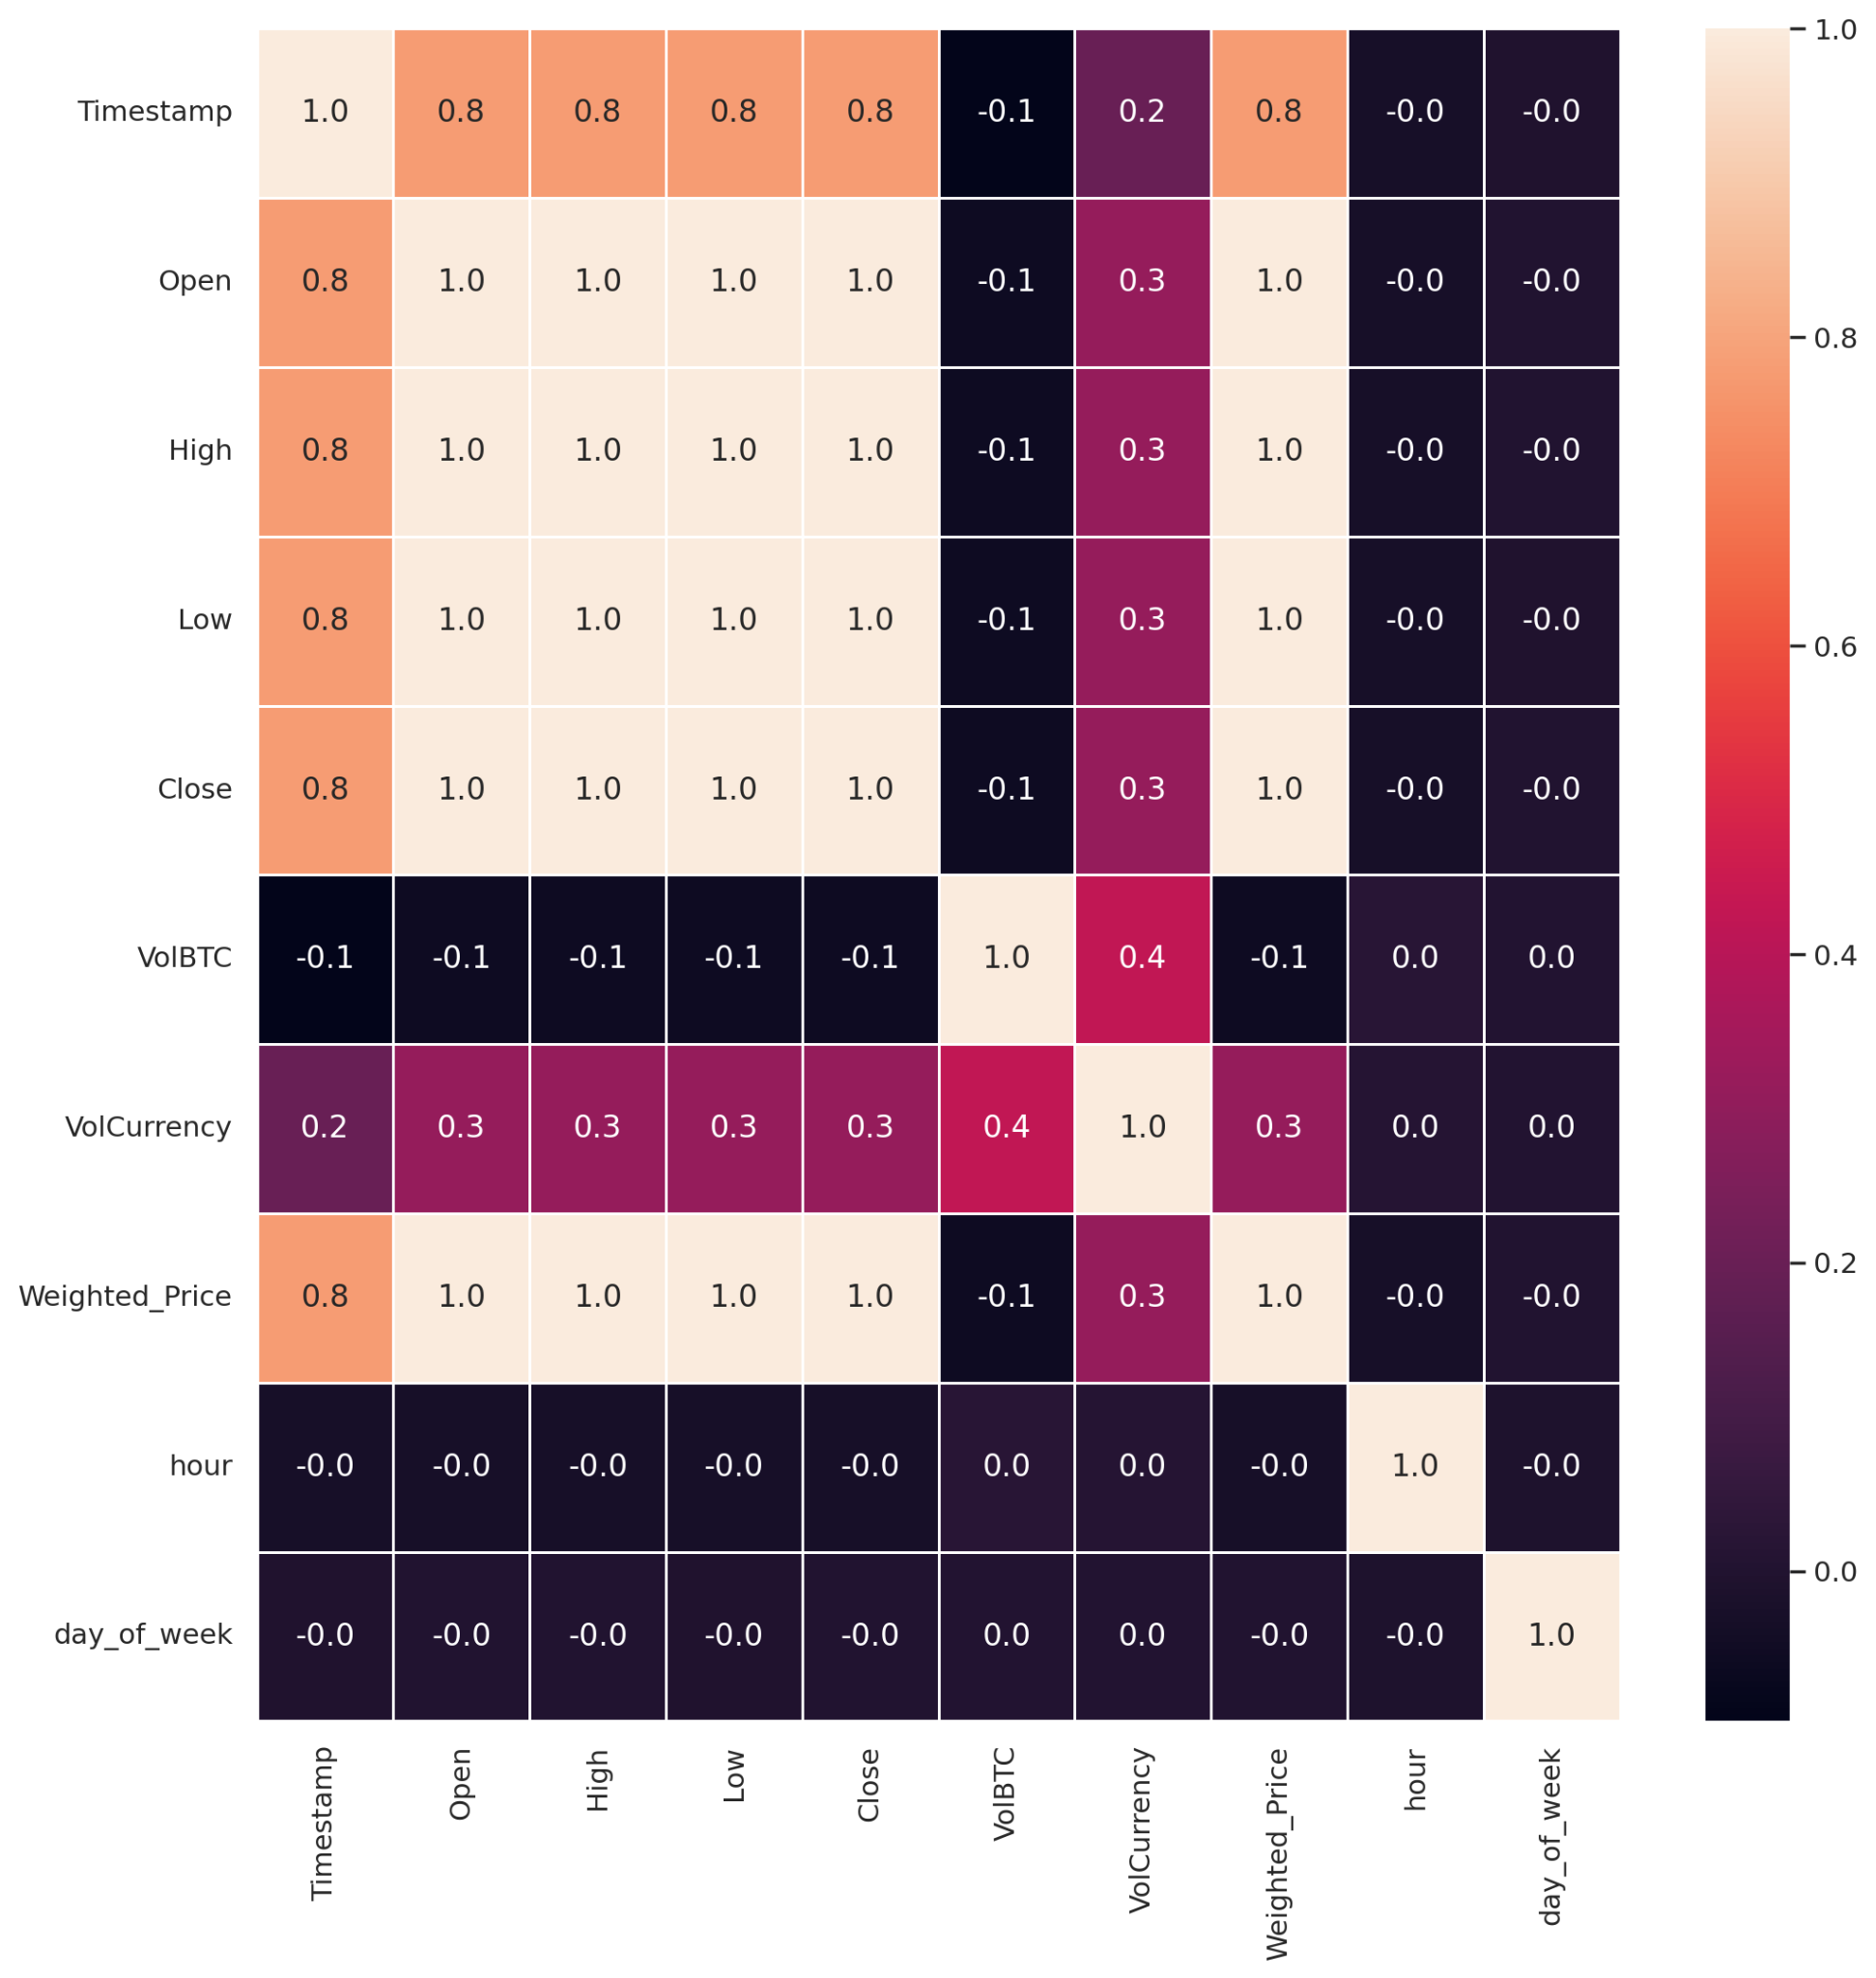 1.0
Timestamp 1.0 0.8 0.8 0.8 0.8 -0.1 0.2 0.8 -0.0 -0.0
Open 0.8 1.0 1.0 1.0 1.0 -0.1 0.3 1.0 -0.0 -0.0
0.8
High 0.8 1.0 1.0 1.0 1.0 -0.1 0.3 1.0 -0.0 -0.0
Low 0.8 1.0 1.0 1.0 1.0 -0.1 0.3 1.0 -0.0 -0.0
0.6
Close 0.8 1.0 1.0 1.0 1.0 -0.1 0.3 1.0 -0.0 -0.0
VolBTC -0.1 -0.1 -0.1 -0.1 -0.1 1.0 0.4 -0.1 0.0 0.0
0.4
VolCurrency 0.2 0.3 0.3 0.3 0.3 0.4 1.0 0.3 0.0 0.0
0.2
Weighted_Price 0.8 1.0 1.0 1.0 1.0 -0.1 0.3 1.0 -0.0 -0.0
hour -0.0 -0.0 -0.0 -0.0 -0.0 0.0 0.0 -0.0 1.0 -0.0
0.0
day_of_week -0.0 -0.0 -0.0 -0.0 -0.0 0.0 0.0 -0.0 -0.0 1.0
Timestamp
Open
High
Low
Close
VolBTC
VolCurrency
Weighted_Price
hour
day_of_week